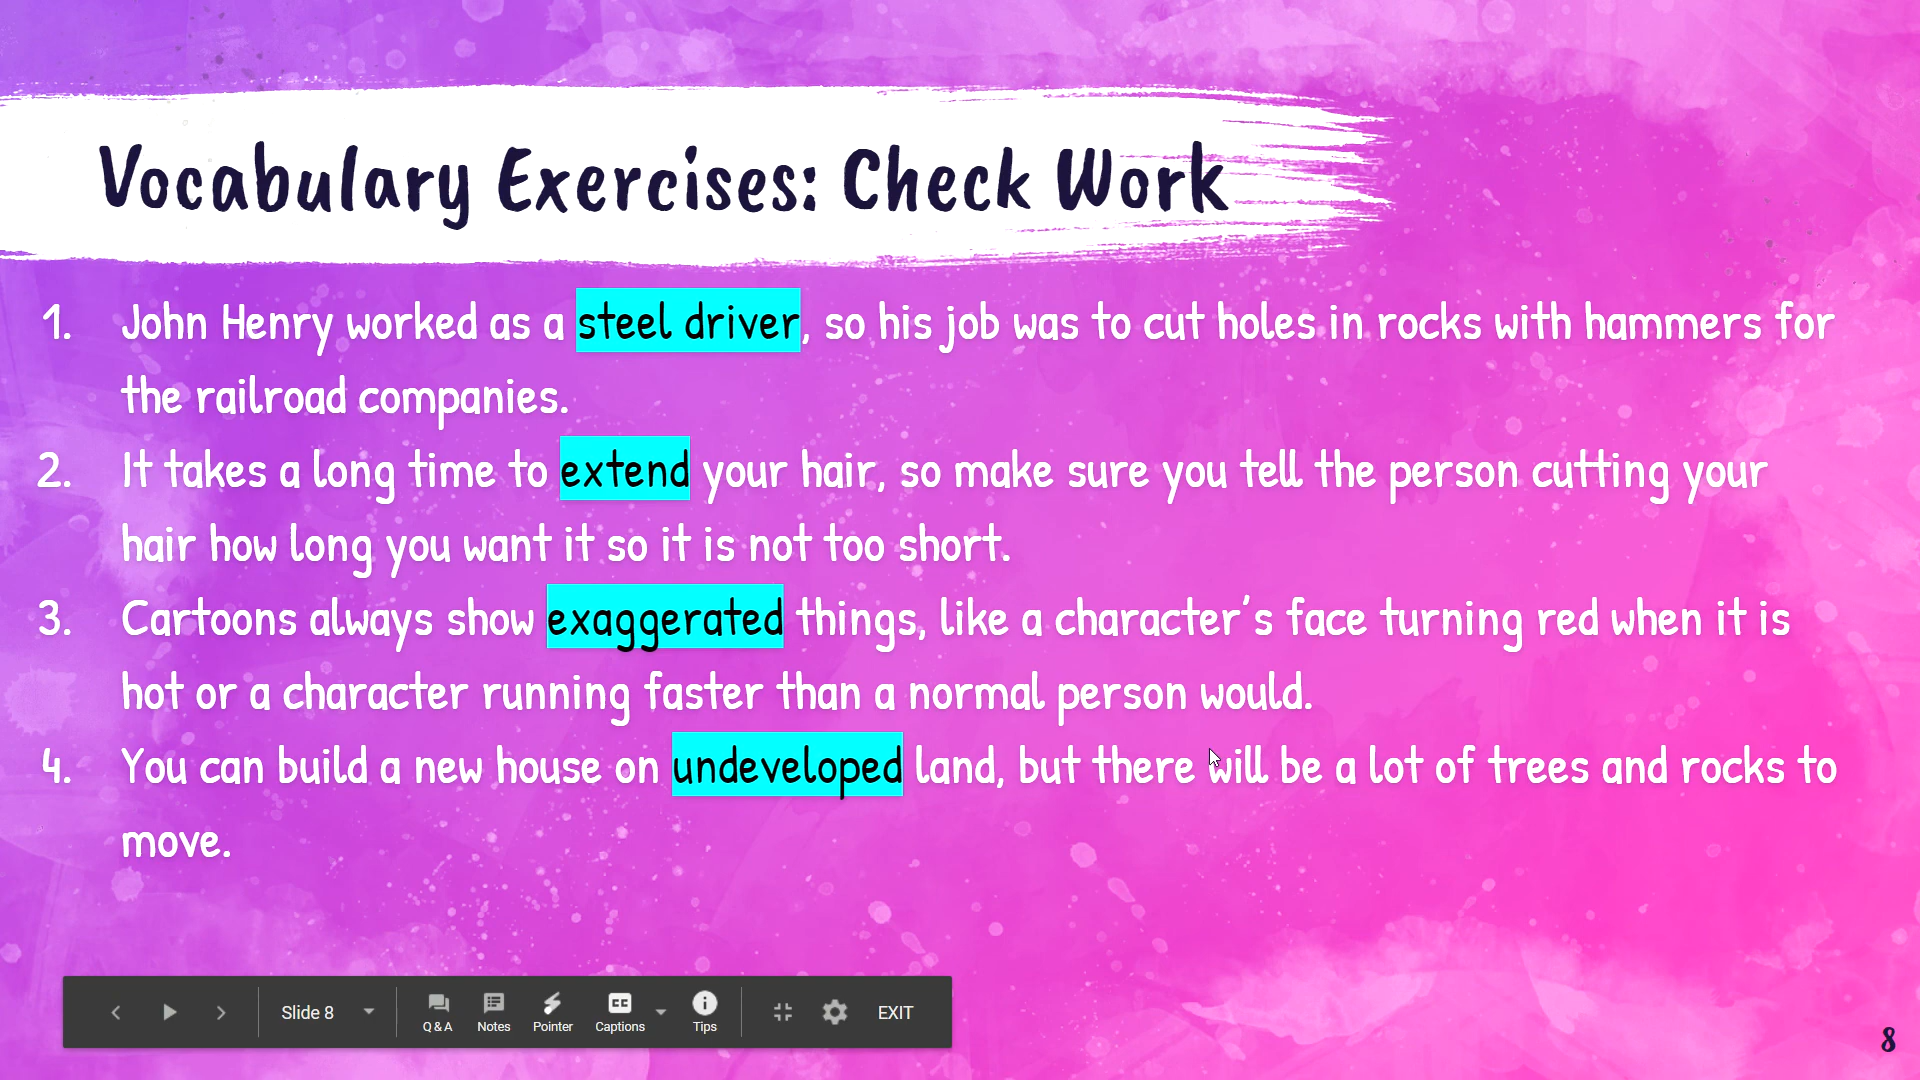 Vocabulary Exercises: Check Work
1. John Henry worked as a steel driver, so his job was to cut holes in rocks with hammers for
the railroad companies.
2. It takes a long time to extend your hair, so make sure you tell the person cutting your
hair how long you want it so it is not too short.
3. Cartoons always show exaggerated things, like a character’s face turning red when it is
hot or a character running faster than a normal person would.
4. You can build a new house on undeveloped land, but there will be a lot of trees and rocks to
move.
Slide 8
Q & A
Notes
Pointer
CC
Captions
Tips
EXIT
8